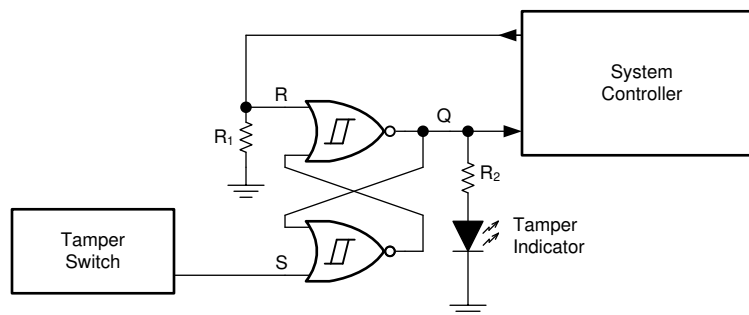 System
Controller
R
Q
R1
R2
Tamper
Switch
S
Tamper
Indicator